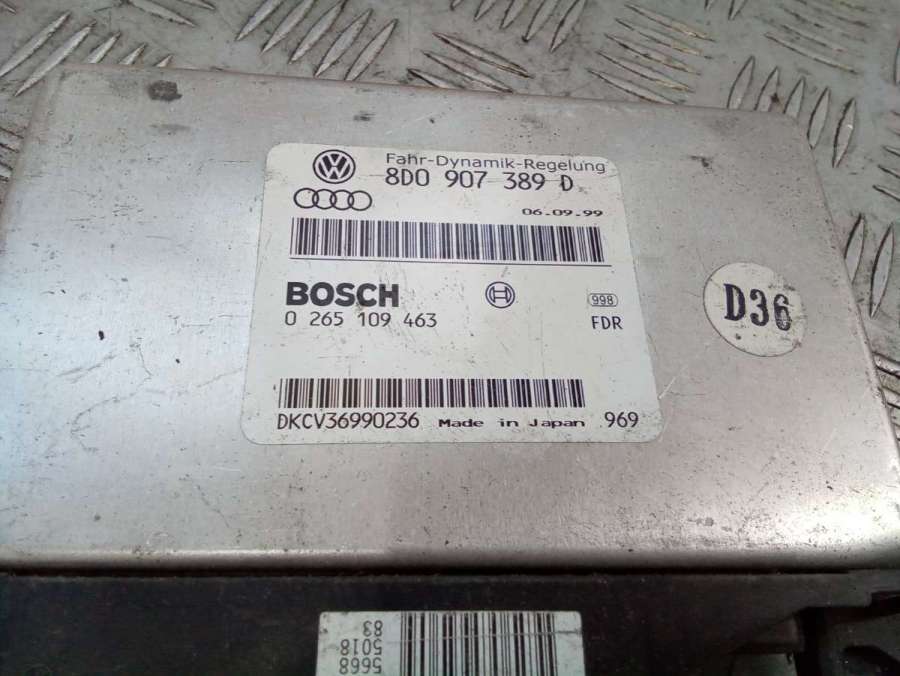 Fahr-Dynamik-Regelung
8D0 907 389 D
06.09.99
BOSCH
0 265 109 463
998
FDR
D36
DKCV36990236 Made in Japan 969
83
5018
5668